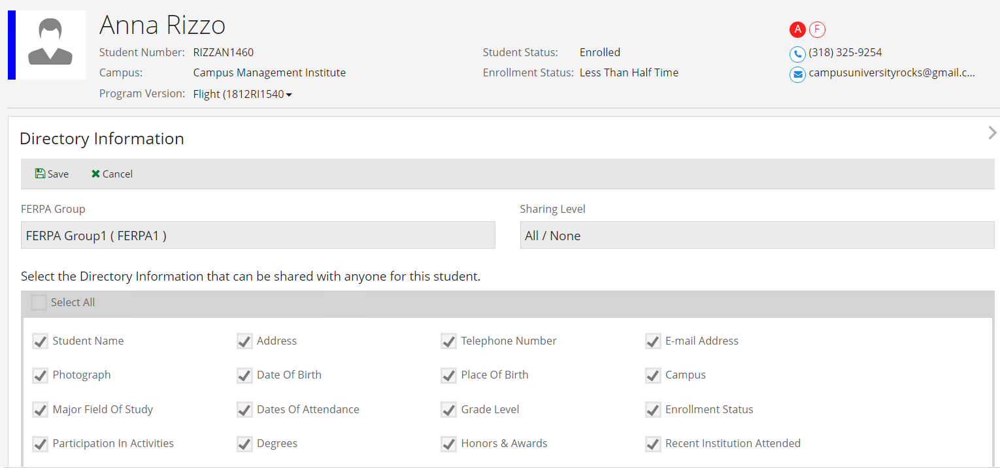 Anna Rizzo
A F
Student Number: RIZZAN1460 Student Status: Enrolled (318) 325-9254
Campus: Campus Management Institute Enrollment Status: Less Than Half Time campusuniversityrocks@gmail.c...
Program Version: Flight (1812RI1540
Directory Information
Save Cancel
FERPA Group Sharing Level
FERPA Group1 ( FERPA1 ) All / None
Select the Directory Information that can be shared with anyone for this student.
Select All
Student Name Address Telephone Number E-mail Address
Photograph Date Of Birth Place Of Birth Campus
Major Field Of Study Dates Of Attendance Grade Level Enrollment Status
Participation In Activities Degrees Honors & Awards Recent Institution Attended